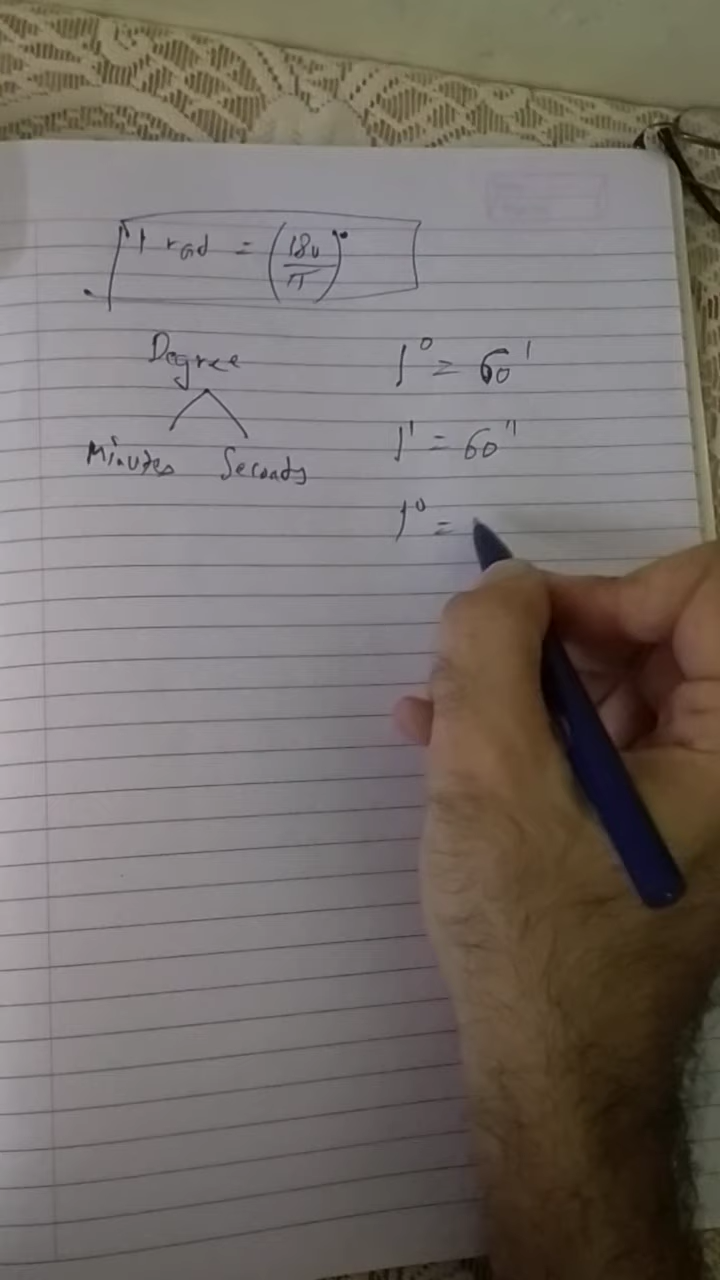 1 rad = (180/π)°
Degree
Minutes Seconds
1° = 60'
1' = 60"
1° =